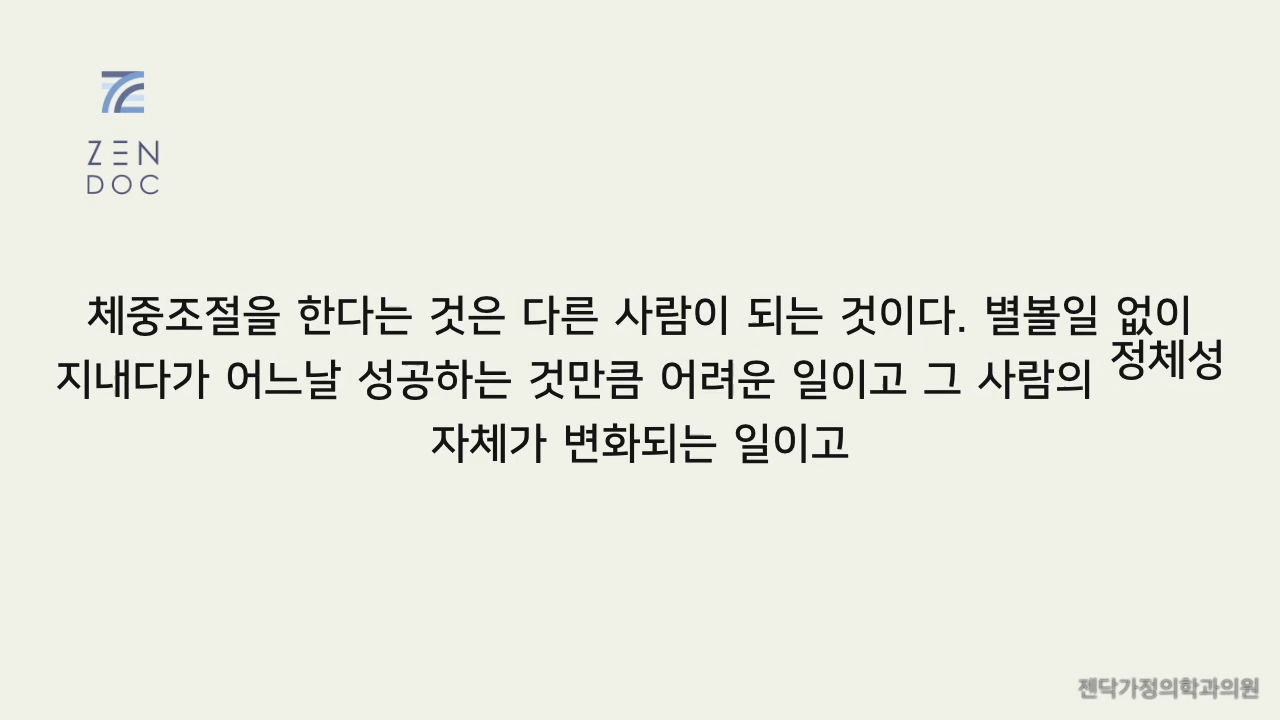 ZEN
DOC
체중조절을 한다는 것은 다른 사람이 되는 것이다. 별볼일 없이
지내다가 어느날 성공하는 것만큼 어려운 일이고 그 사람의 정체성
자체가 변화되는 일이고
젠닥가정의학과의원